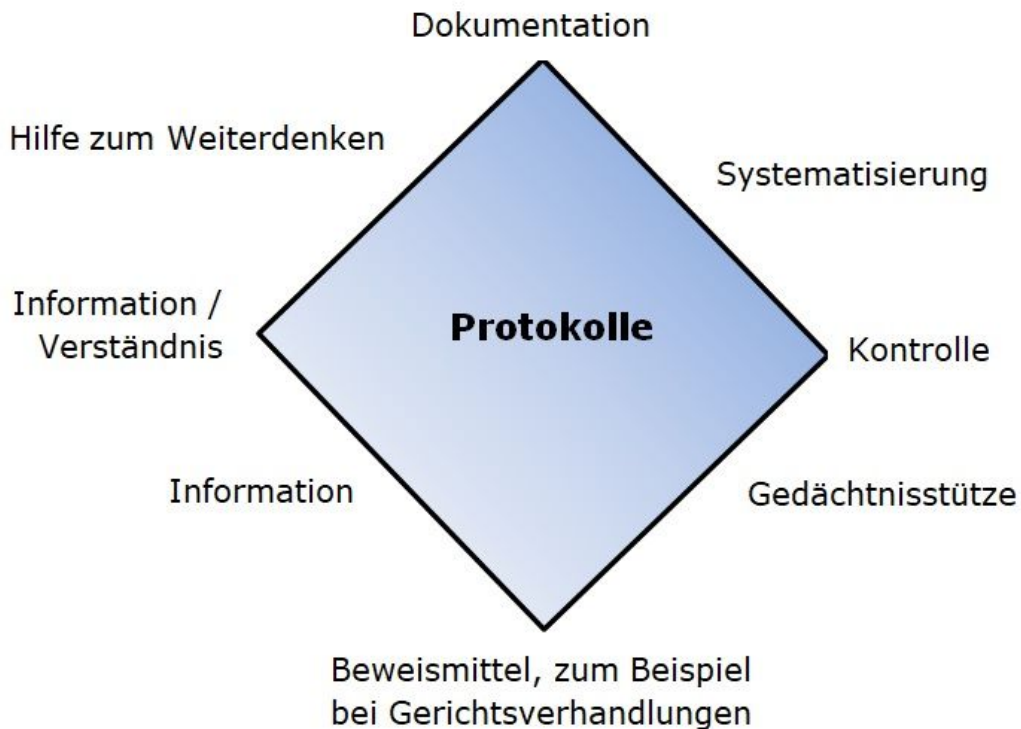 Dokumentation
Hilfe zum Weiterdenken
Systematisierung
Information /
Verständnis
Protokolle
Kontrolle
Information
Gedächtnisstütze
Beweismittel, zum Beispiel
bei Gerichtsverhandlungen